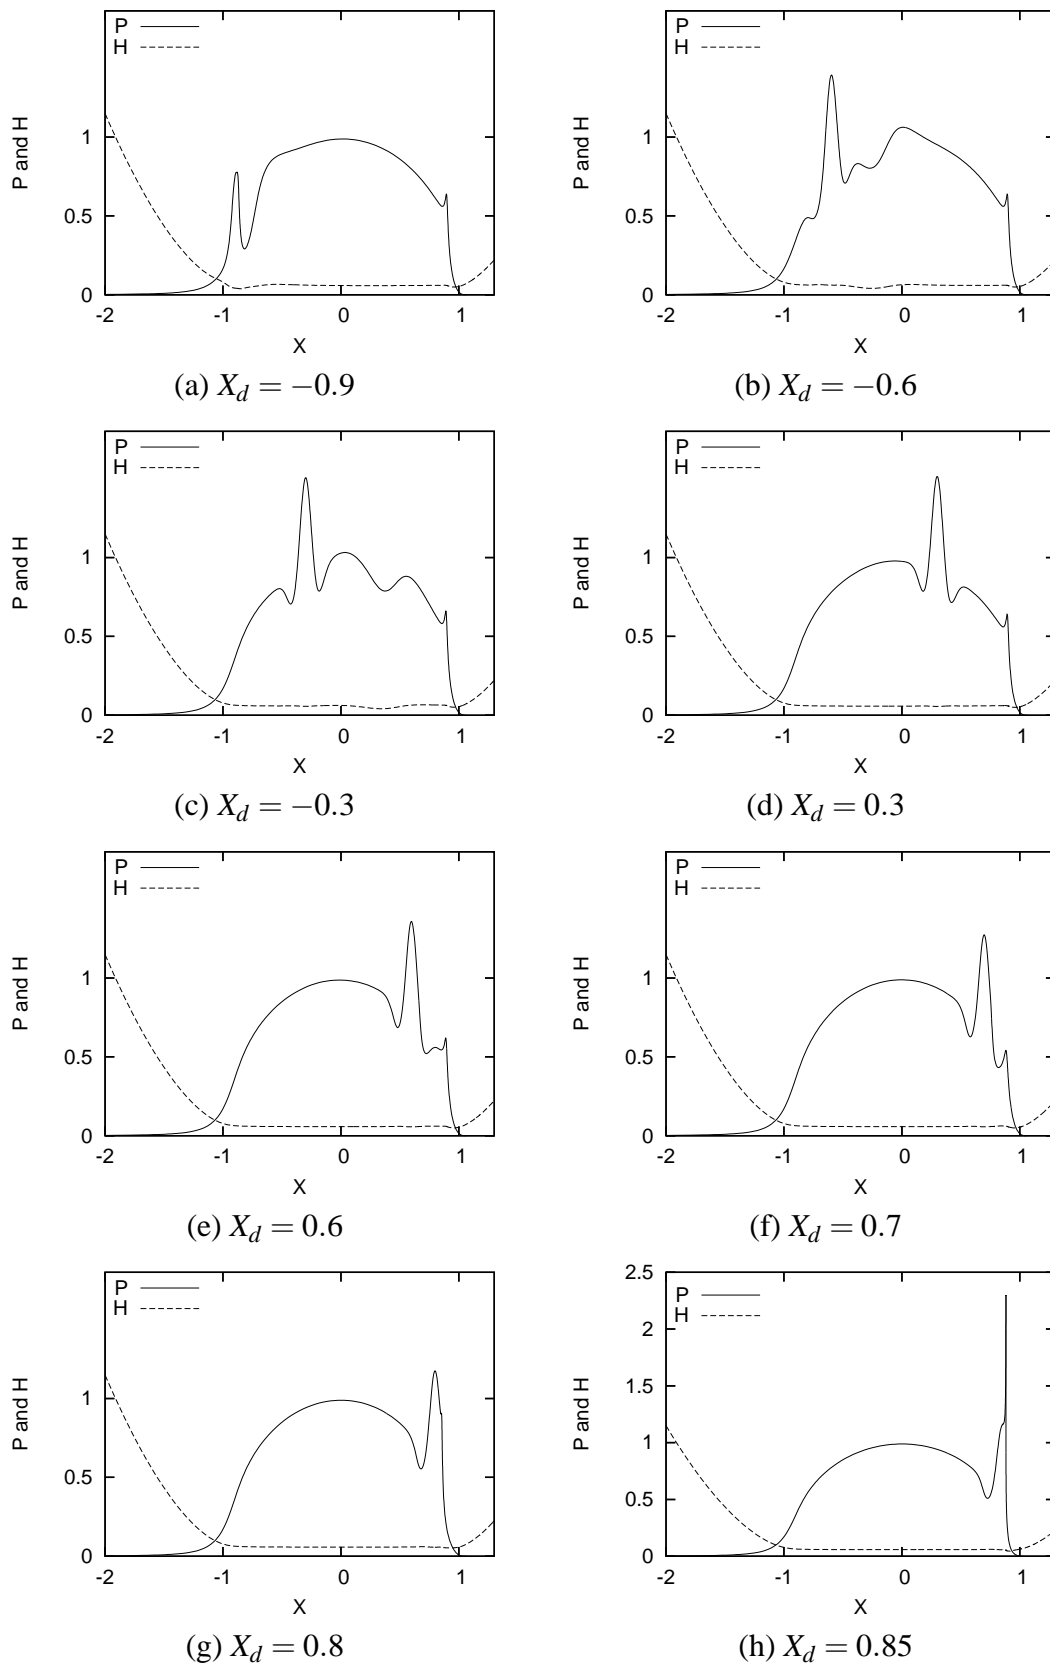 P
H
1
0.5
0
-2
-1
0
1
P and H
X
(a) X_d = −0.9
P
H
1
0.5
0
-2
-1
0
1
P and H
X
(b) X_d = −0.6
P
H
1
0.5
0
-2
-1
0
1
P and H
X
(c) X_d = −0.3
P
H
1
0.5
0
-2
-1
0
1
P and H
X
(d) X_d = 0.3
P
H
1
0.5
0
-2
-1
0
1
P and H
X
(e) X_d = 0.6
P
H
1
0.5
0
-2
-1
0
1
P and H
X
(f) X_d = 0.7
P
H
1
0.5
0
-2
-1
0
1
P and H
X
(g) X_d = 0.8
P
H
2.5
2
1.5
1
0.5
0
-2
-1
0
1
P and H
X
(h) X_d = 0.85